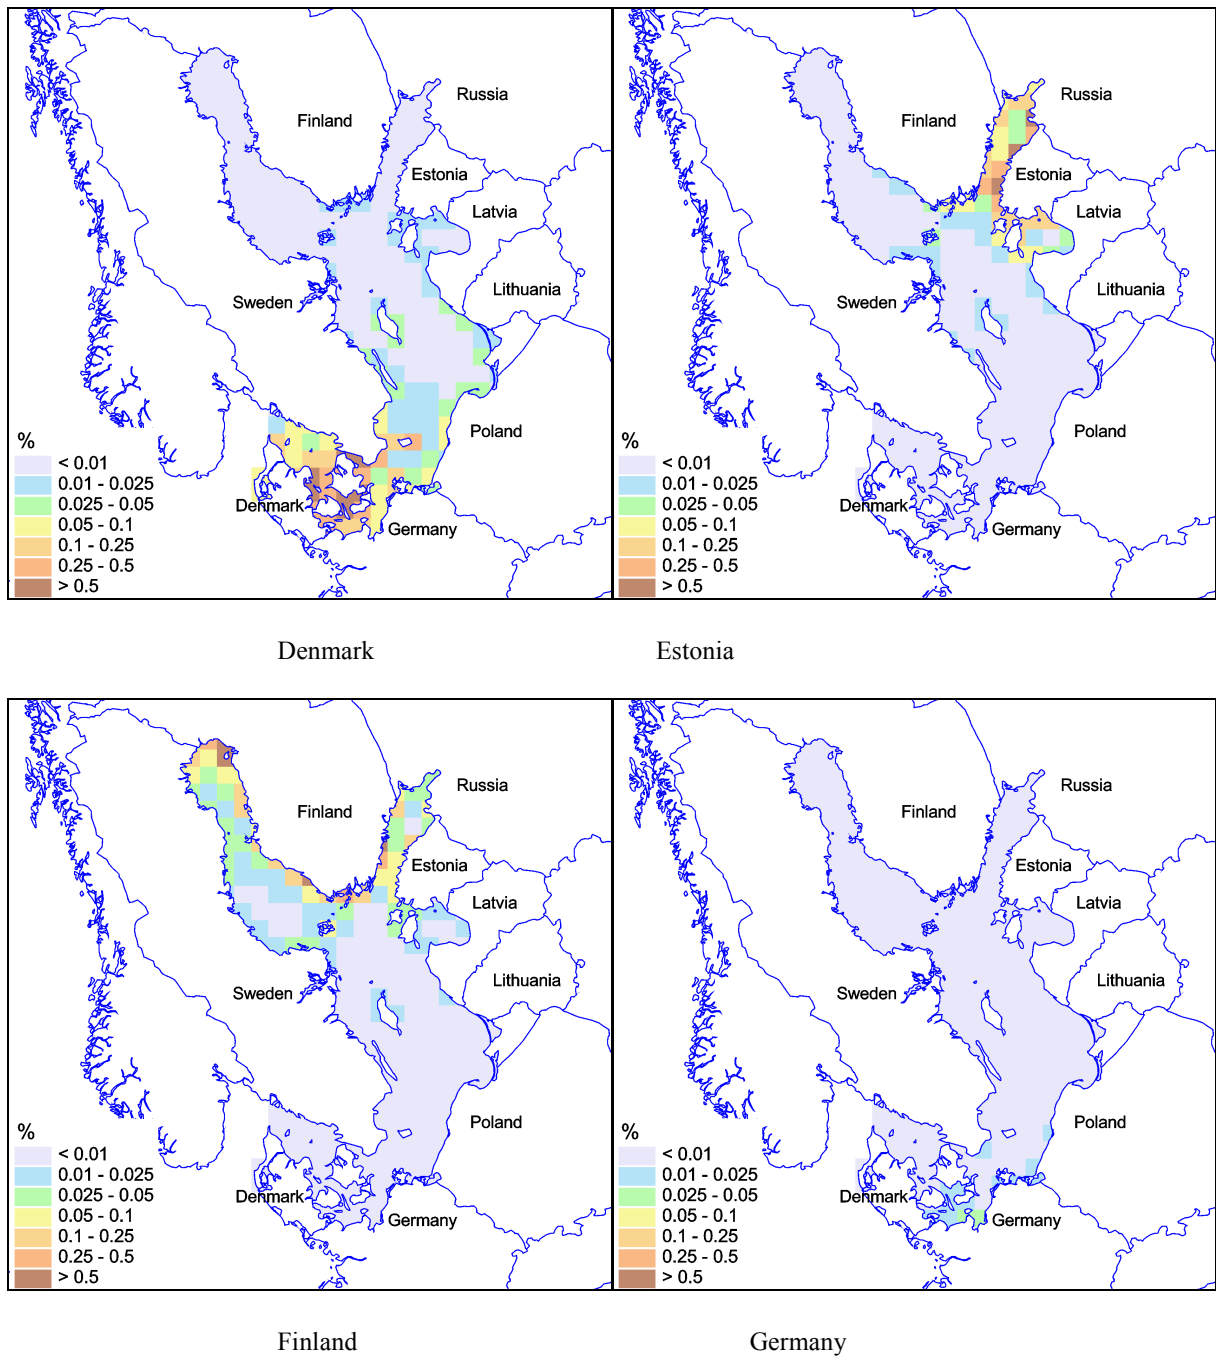 Russia
Finland
Estonia
Latvia
Lithuania
Sweden
Poland
Denmark
Germany
%
< 0.01
0.01 - 0.025
0.025 - 0.05
0.05 - 0.1
0.1 - 0.25
0.25 - 0.5
> 0.5
Russia
Finland
Estonia
Latvia
Lithuania
Sweden
Poland
Denmark
Germany
%
< 0.01
0.01 - 0.025
0.025 - 0.05
0.05 - 0.1
0.1 - 0.25
0.25 - 0.5
> 0.5
Denmark
Estonia
Russia
Finland
Estonia
Latvia
Lithuania
Sweden
Poland
Denmark
Germany
%
< 0.01
0.01 - 0.025
0.025 - 0.05
0.05 - 0.1
0.1 - 0.25
0.25 - 0.5
> 0.5
Russia
Finland
Estonia
Latvia
Lithuania
Sweden
Poland
Denmark
Germany
%
< 0.01
0.01 - 0.025
0.025 - 0.05
0.05 - 0.1
0.1 - 0.25
0.25 - 0.5
> 0.5
Finland
Germany